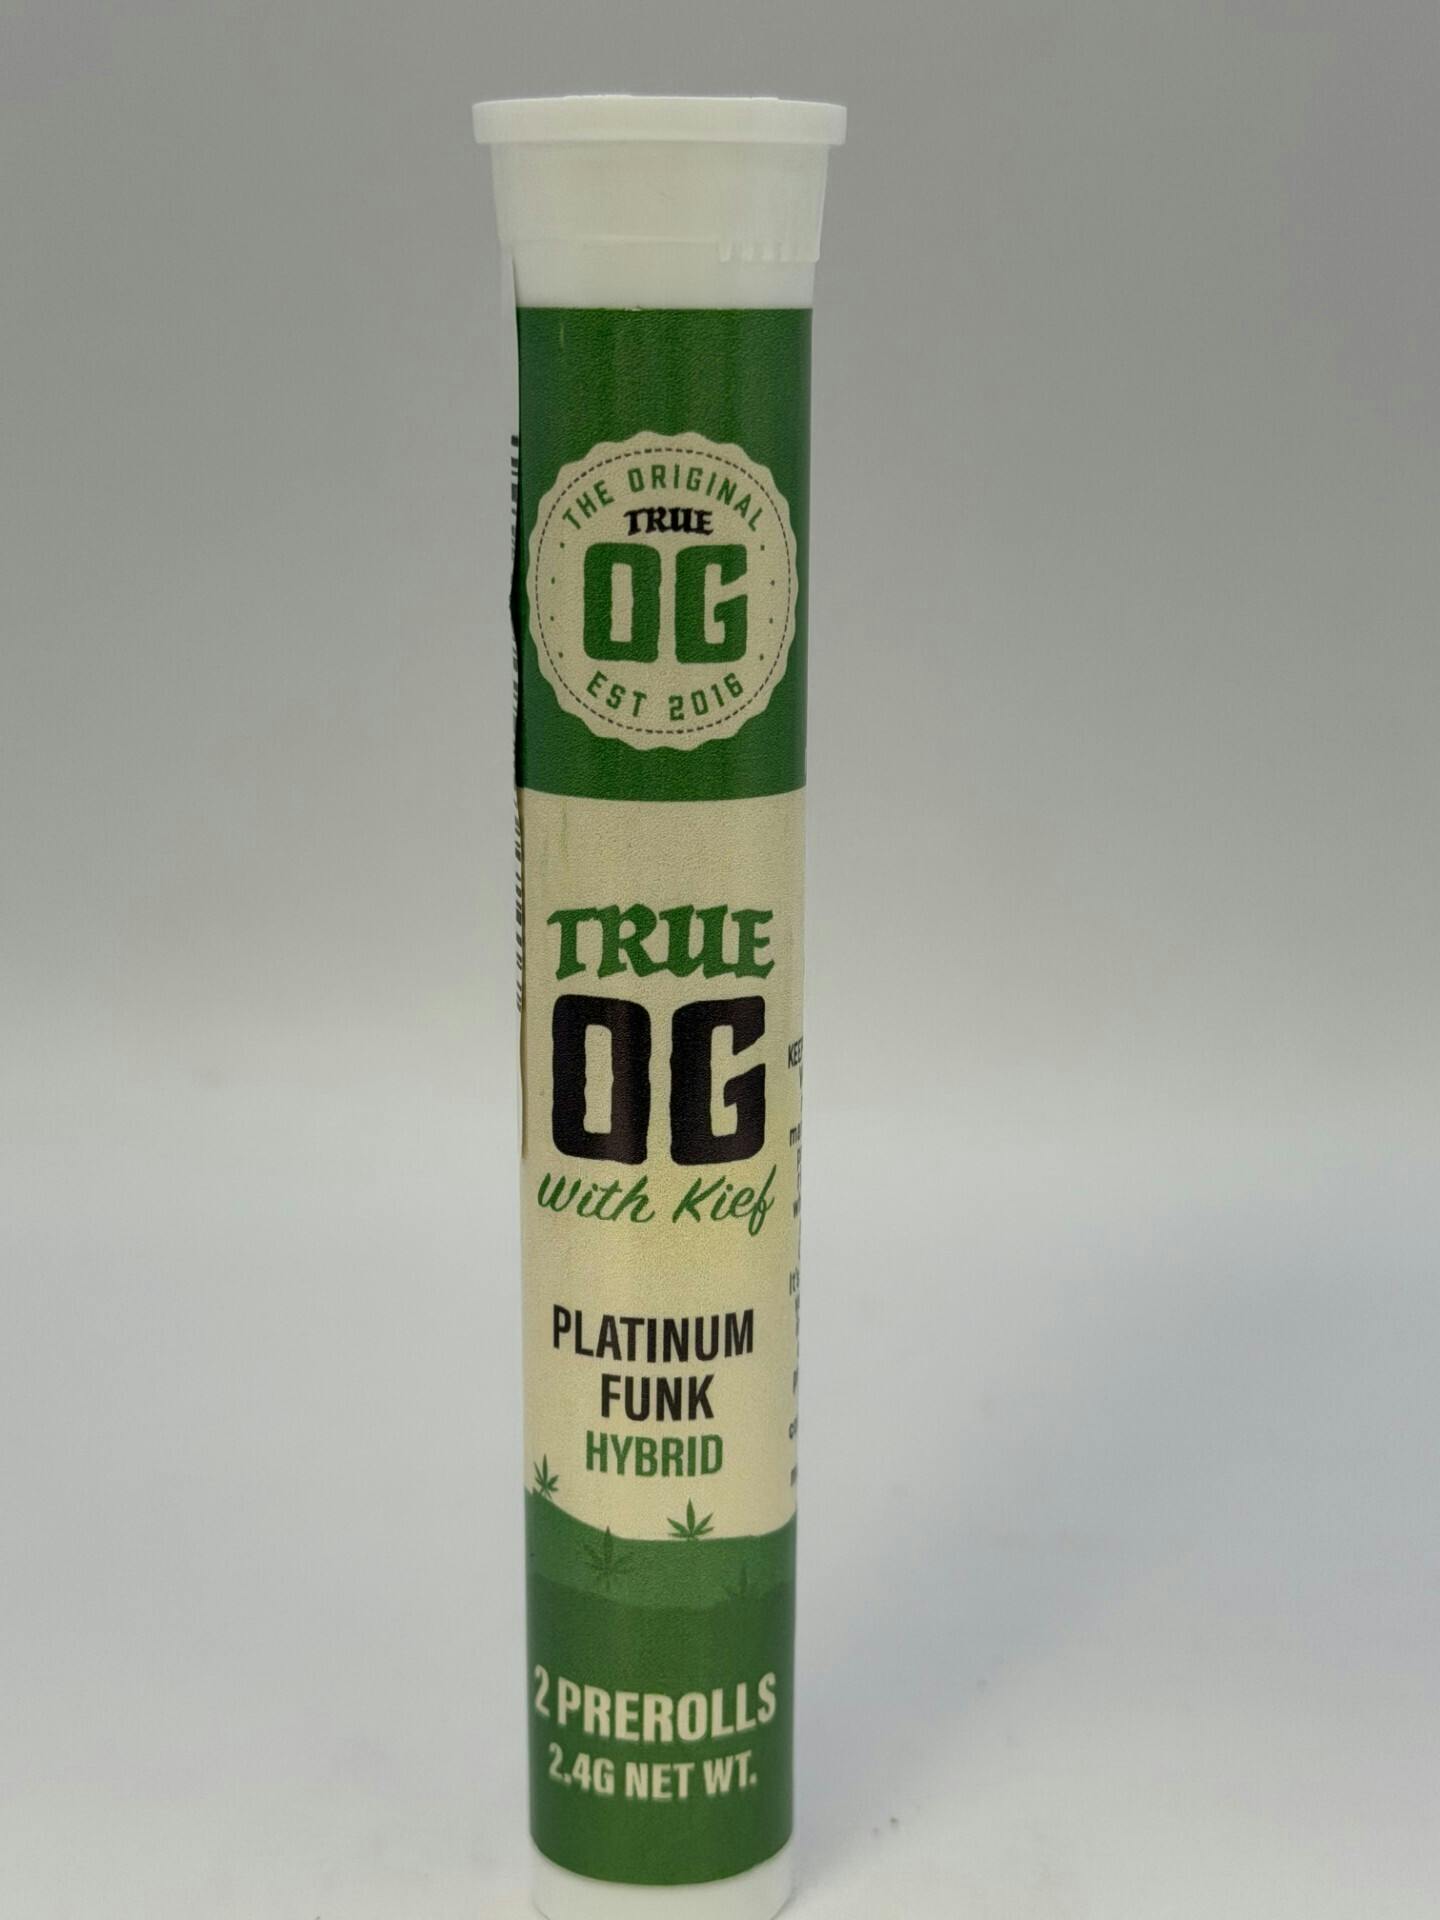 THE ORIGINAL
TRUE
OG
EST 2016
TRUE
OG
with Kief
PLATINUM
FUNK
HYBRID
2 PREROLLS
2.4G NET WT.